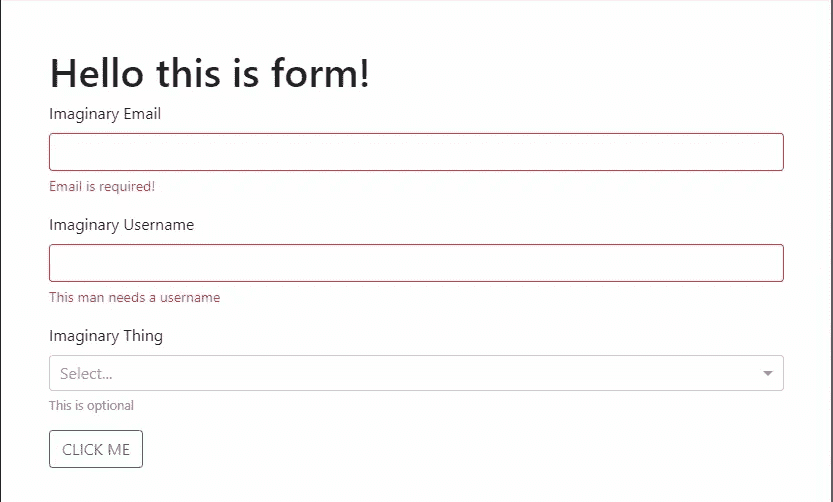 Hello this is form!
Imaginary Email
Email is required!
Imaginary Username
This man needs a username
Imaginary Thing
Select...
This is optional
CLICK ME